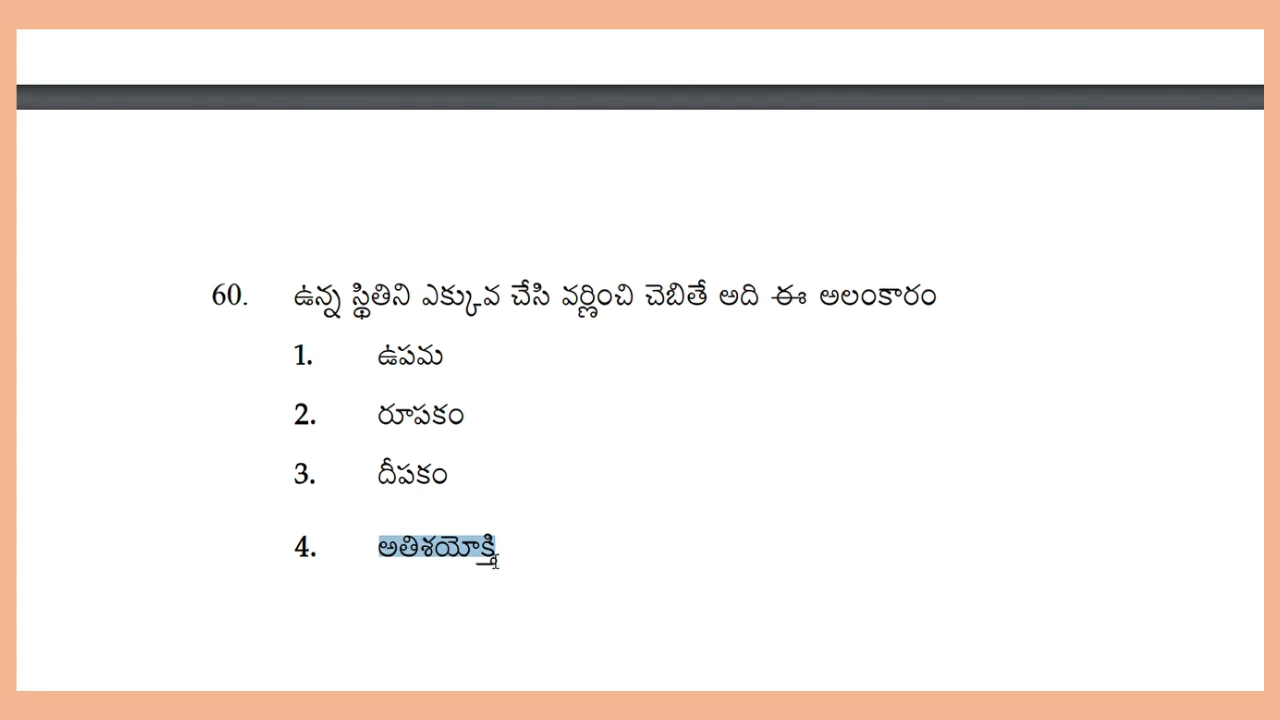 60. ఉన్న స్థితిని ఎక్కువ చేసి వర్ణించి చెబితే అది ఈ అలంకారం
1. ఉపమ
2. రూపకం
3. దీపకం
4. అతిశయోక్తి